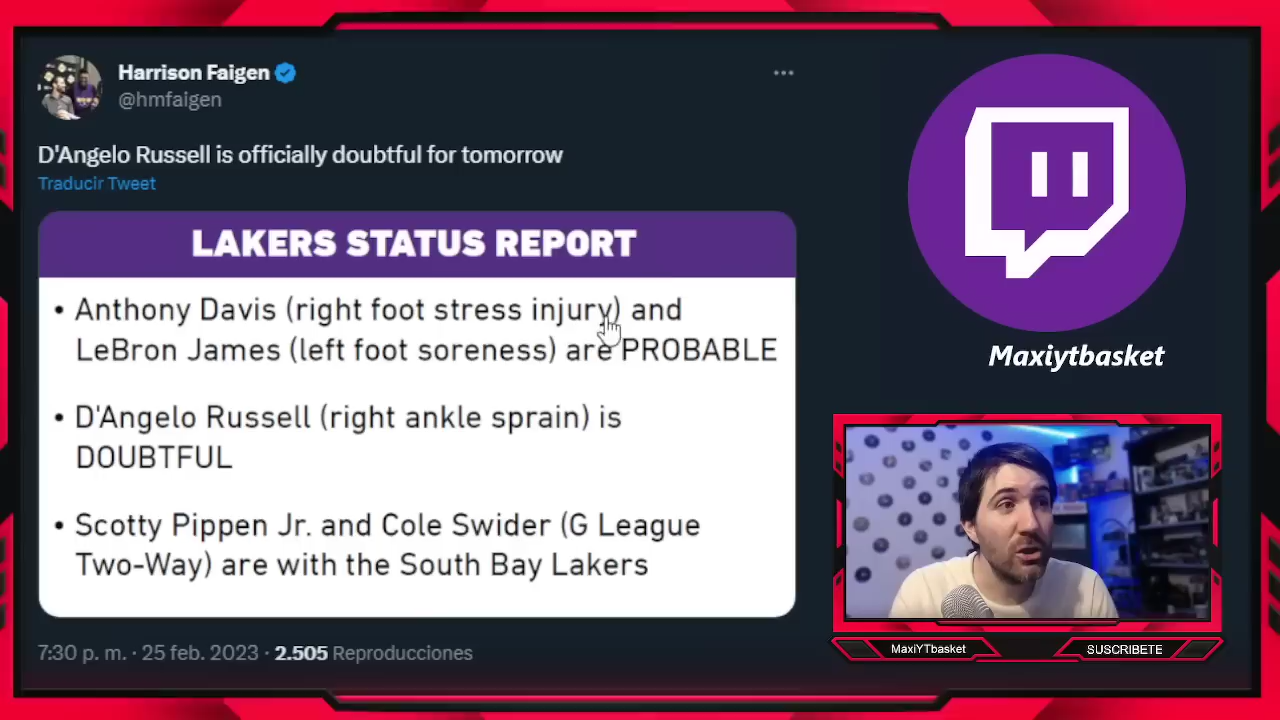 Harrison Faigen
@hmfaigen
D'Angelo Russell is officially doubtful for tomorrow
Traducir Tweet
LAKERS STATUS REPORT
• Anthony Davis (right foot stress injury) and
LeBron James (left foot soreness) are PROBABLE
• D'Angelo Russell (right ankle sprain) is
DOUBTFUL
• Scotty Pippen Jr. and Cole Swider (G League
Two-Way) are with the South Bay Lakers
7:30 p. m. · 25 feb. 2023 · 2.505 Reproducciones
Maxiytbasket
MaxiYTbasket
SUSCRIBETE